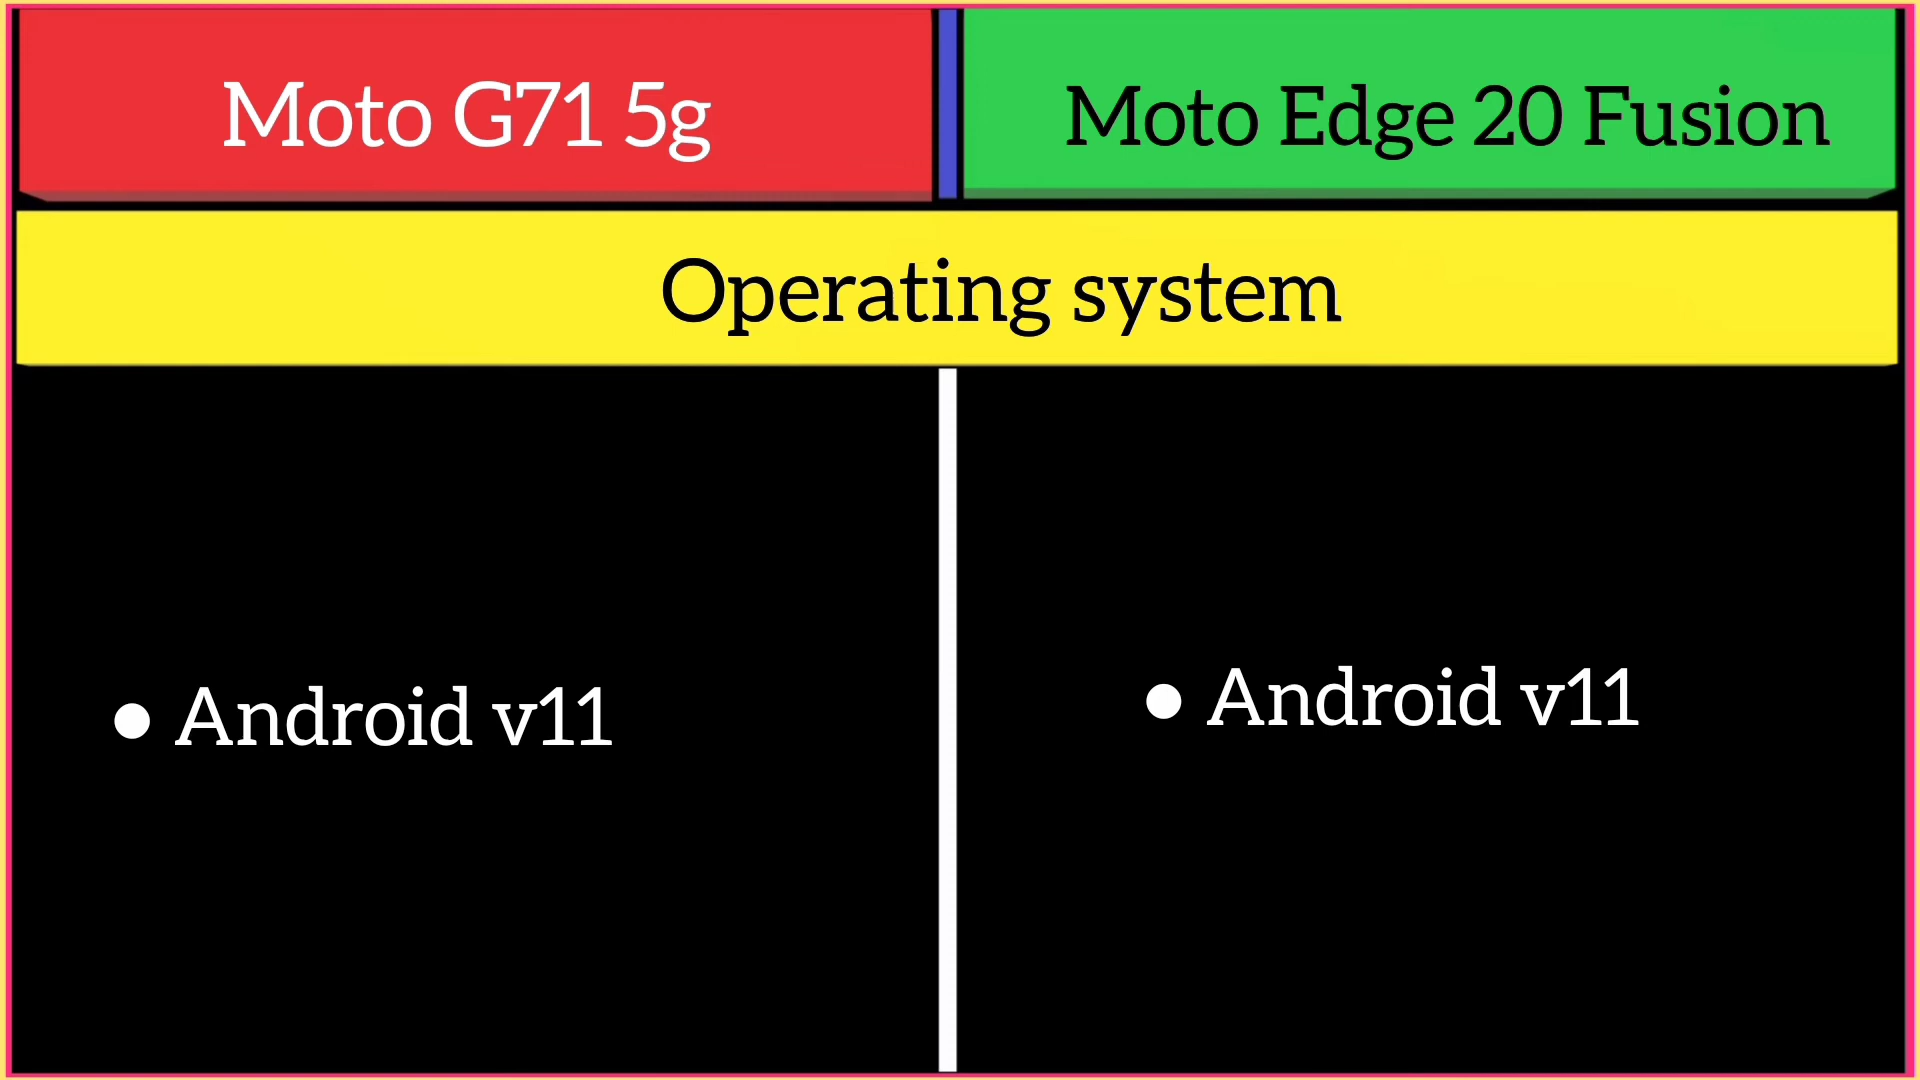 Moto G71 5g
Moto Edge 20 Fusion
Operating system
● Android v11
● Android v11